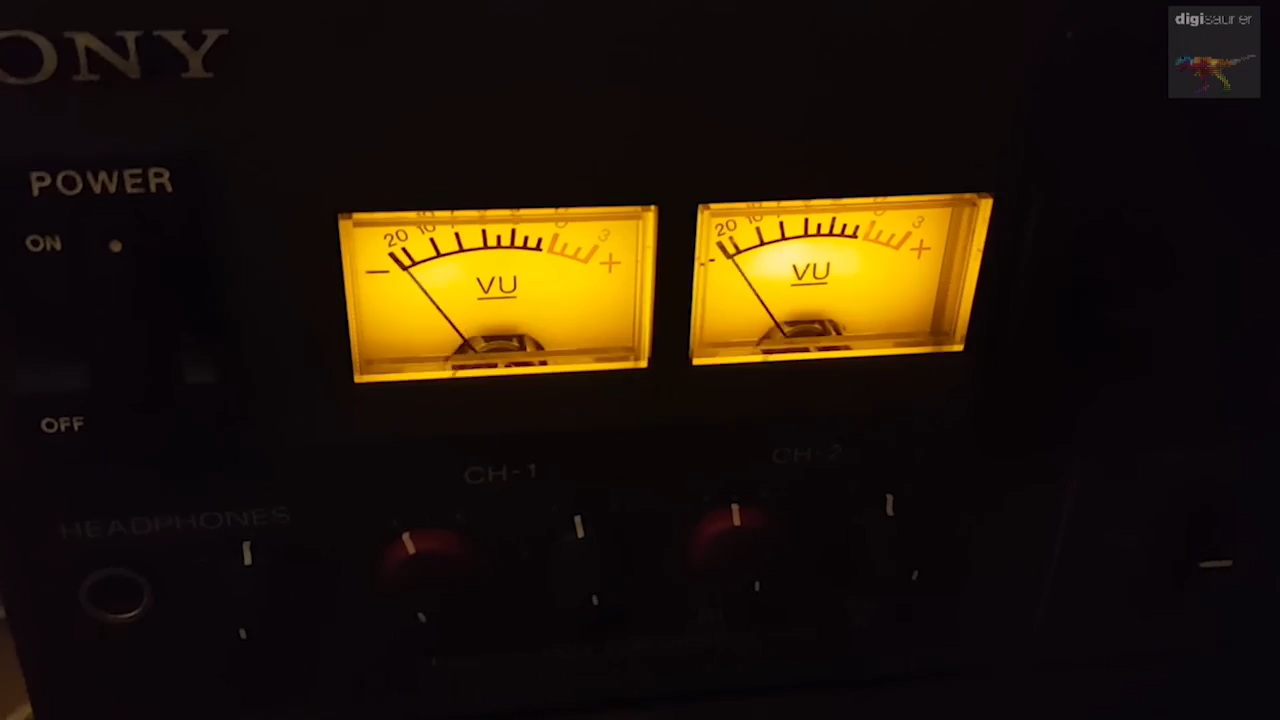 digisaurier
ONY
POWER
ON
OFF
20 10 3
- +
VU
20 10 3
- +
VU
CH-1
CH-2
HEADPHONES